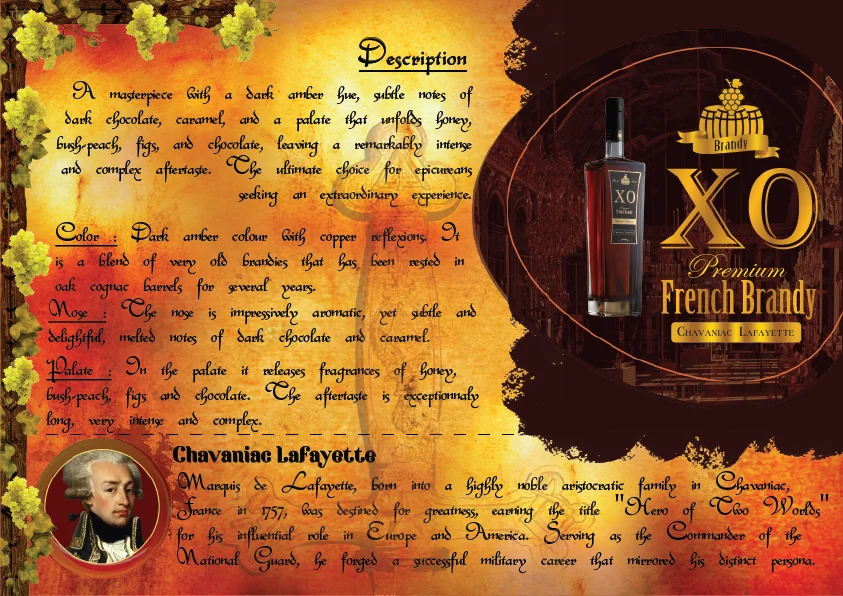 Description
A masterpiece with a dark amber hue, subtle notes of
dark chocolate, caramel, and a palate that unfolds honey,
bush-peach, figs, and chocolate, leaving a remarkably intense
and complex aftertaste. The ultimate choice for epicureans
seeking an extraordinary experience.
Color : Dark amber colour with copper reflexions. It
is a blend of very old brandies that has been rested in
oak cognac barrels for several years.
Nose : The nose is impressively aromatic, yet subtle and
delightful, melted notes of dark chocolate and caramel.
Palate : In the palate it releases fragrances of honey,
bush-peach, figs and chocolate. The aftertaste is exceptionnaly
long, very intense and complex.
Brandy
XO
Premium
French Brandy
CHAVANIAC LAFAYETTE
XO
Chavaniac Lafayette
Marquis de Lafayette, born into a highly noble aristocratic family in Chavaniac,
France in 1757, was destined for greatness, earning the title "Hero of Two Worlds"
for his influential role in Europe and America. Serving as the Commander of the
National Guard, he forged a successful military career that mirrored his distinct persona.